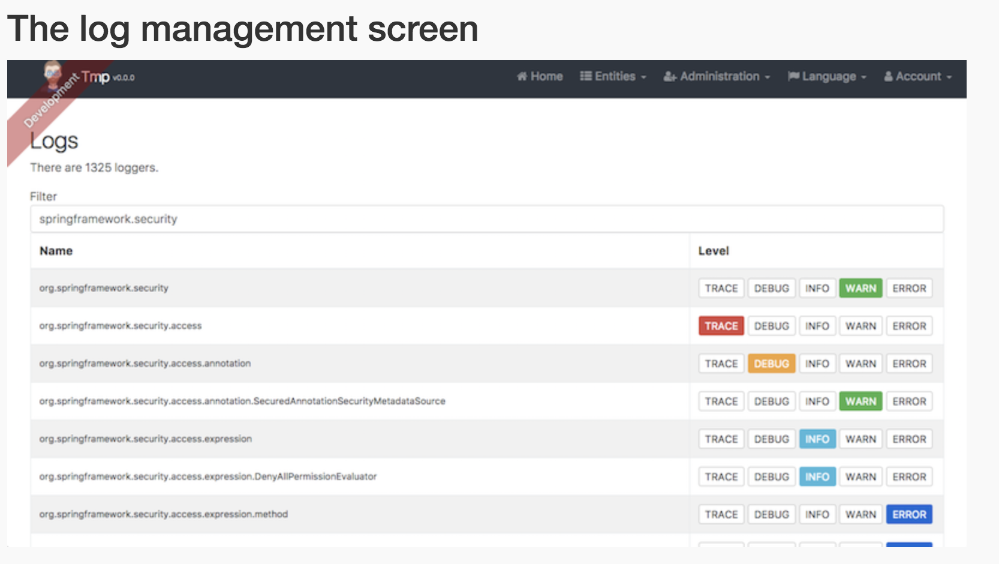 The log management screen
Development
Tmp v0.0.0 Home Entities Administration Language Account
Logs
There are 1325 loggers.
Filter
springframework.security
Name Level
org.springframework.security TRACE DEBUG INFO WARN ERROR
org.springframework.security.access TRACE DEBUG INFO WARN ERROR
org.springframework.security.access.annotation TRACE DEBUG INFO WARN ERROR
org.springframework.security.access.annotation.SecuredAnnotationSecurityMetadataSource TRACE DEBUG INFO WARN ERROR
org.springframework.security.access.expression TRACE DEBUG INFO WARN ERROR
org.springframework.security.access.expression.DenyAllPermissionEvaluator TRACE DEBUG INFO WARN ERROR
org.springframework.security.access.expression.method TRACE DEBUG INFO WARN ERROR